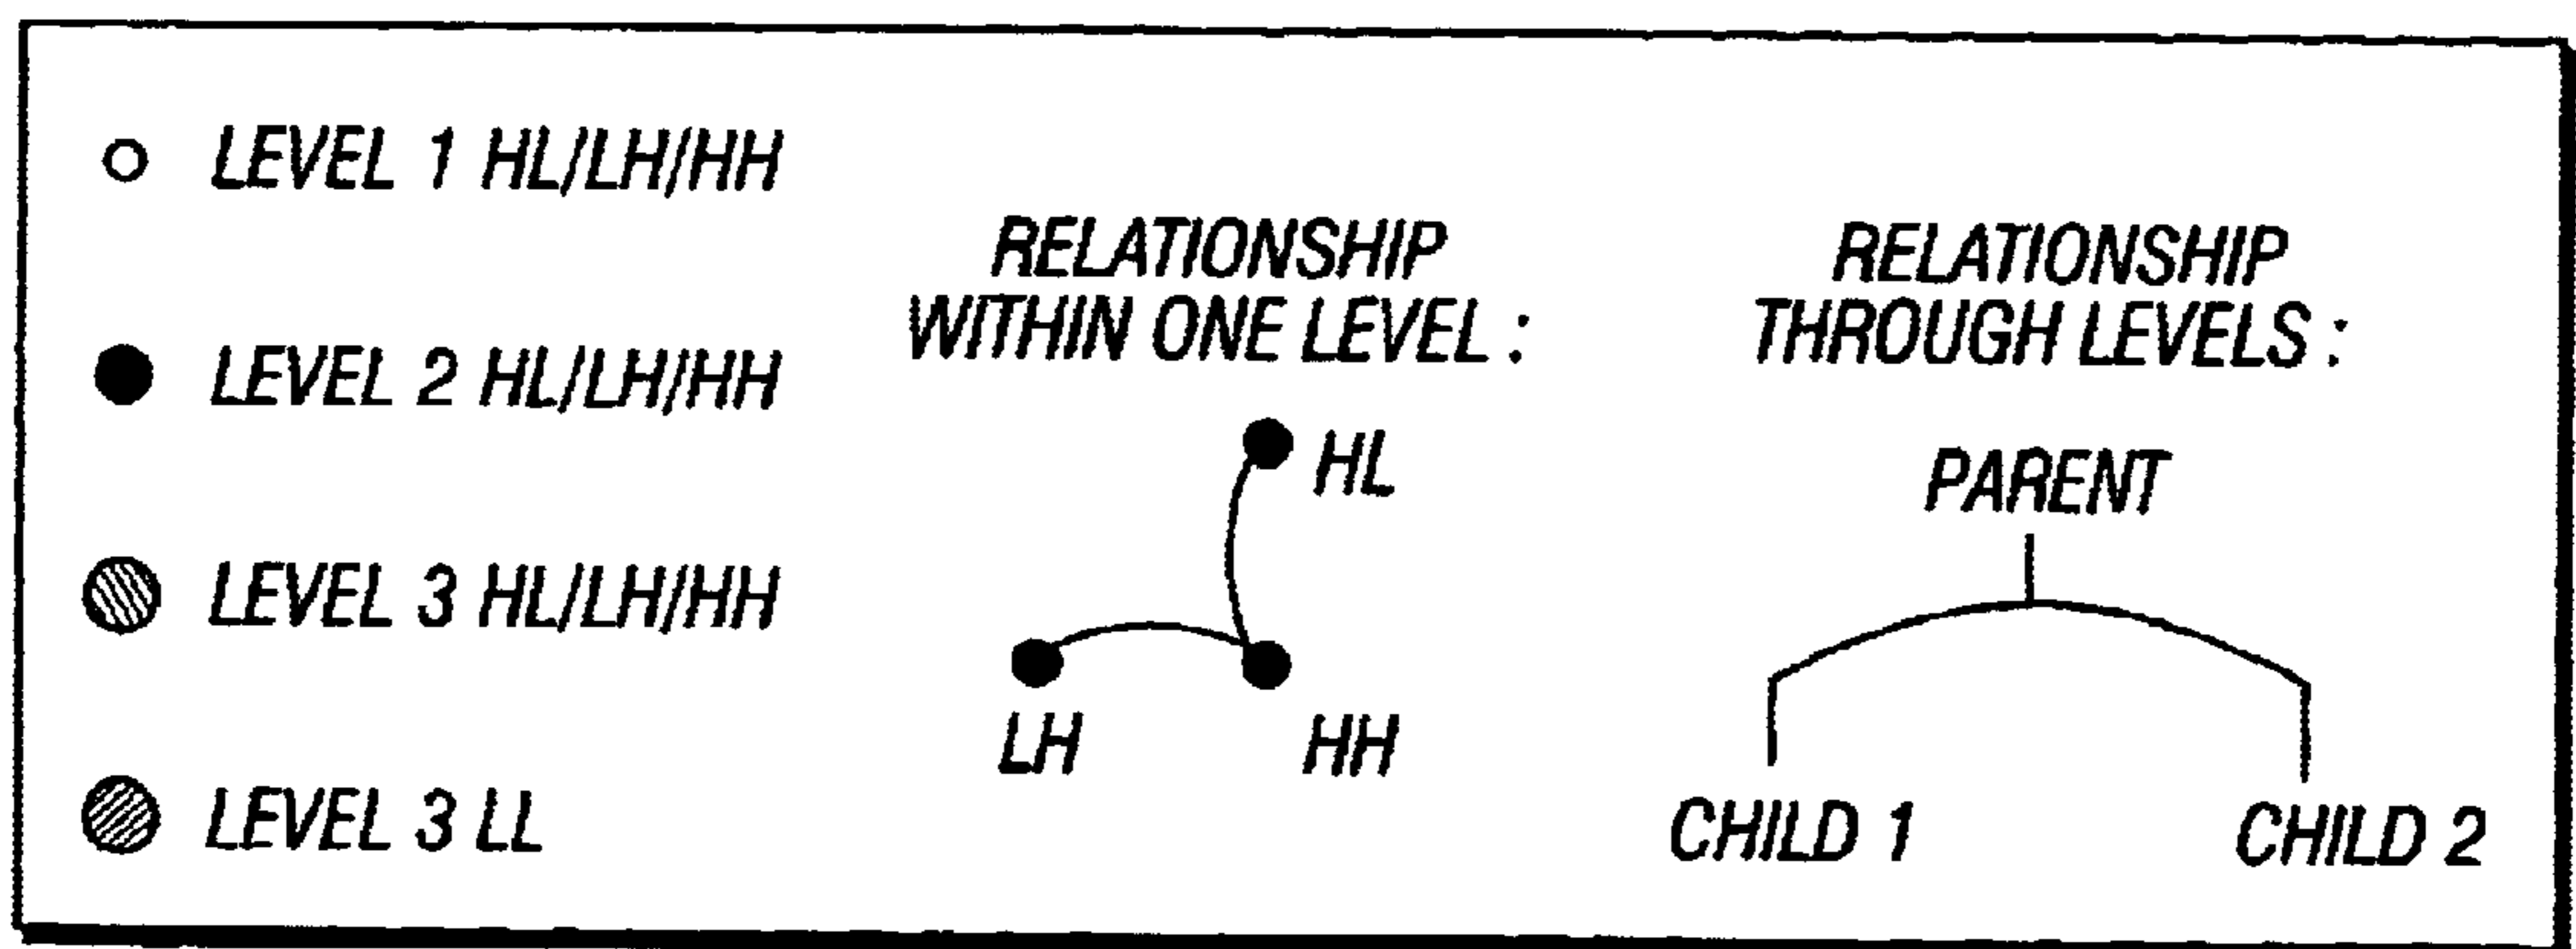 LEVEL 1 HL/LH/HH
LEVEL 2 HL/LH/HH
LEVEL 3 HL/LH/HH
LEVEL 3 LL
RELATIONSHIP
WITHIN ONE LEVEL :
HL
LH
HH
RELATIONSHIP
THROUGH LEVELS :
PARENT
CHILD 1
CHILD 2